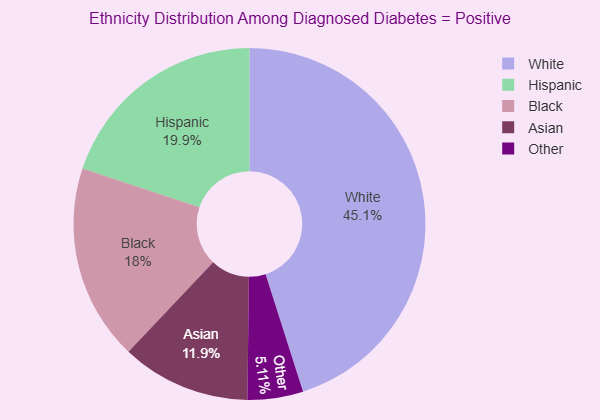 Ethnicity Distribution Among Diagnosed Diabetes = Positive
White
Hispanic
Black
Asian
Other
Hispanic
19.9%
White
45.1%
Black
18%
Asian
11.9%
Other
5.11%